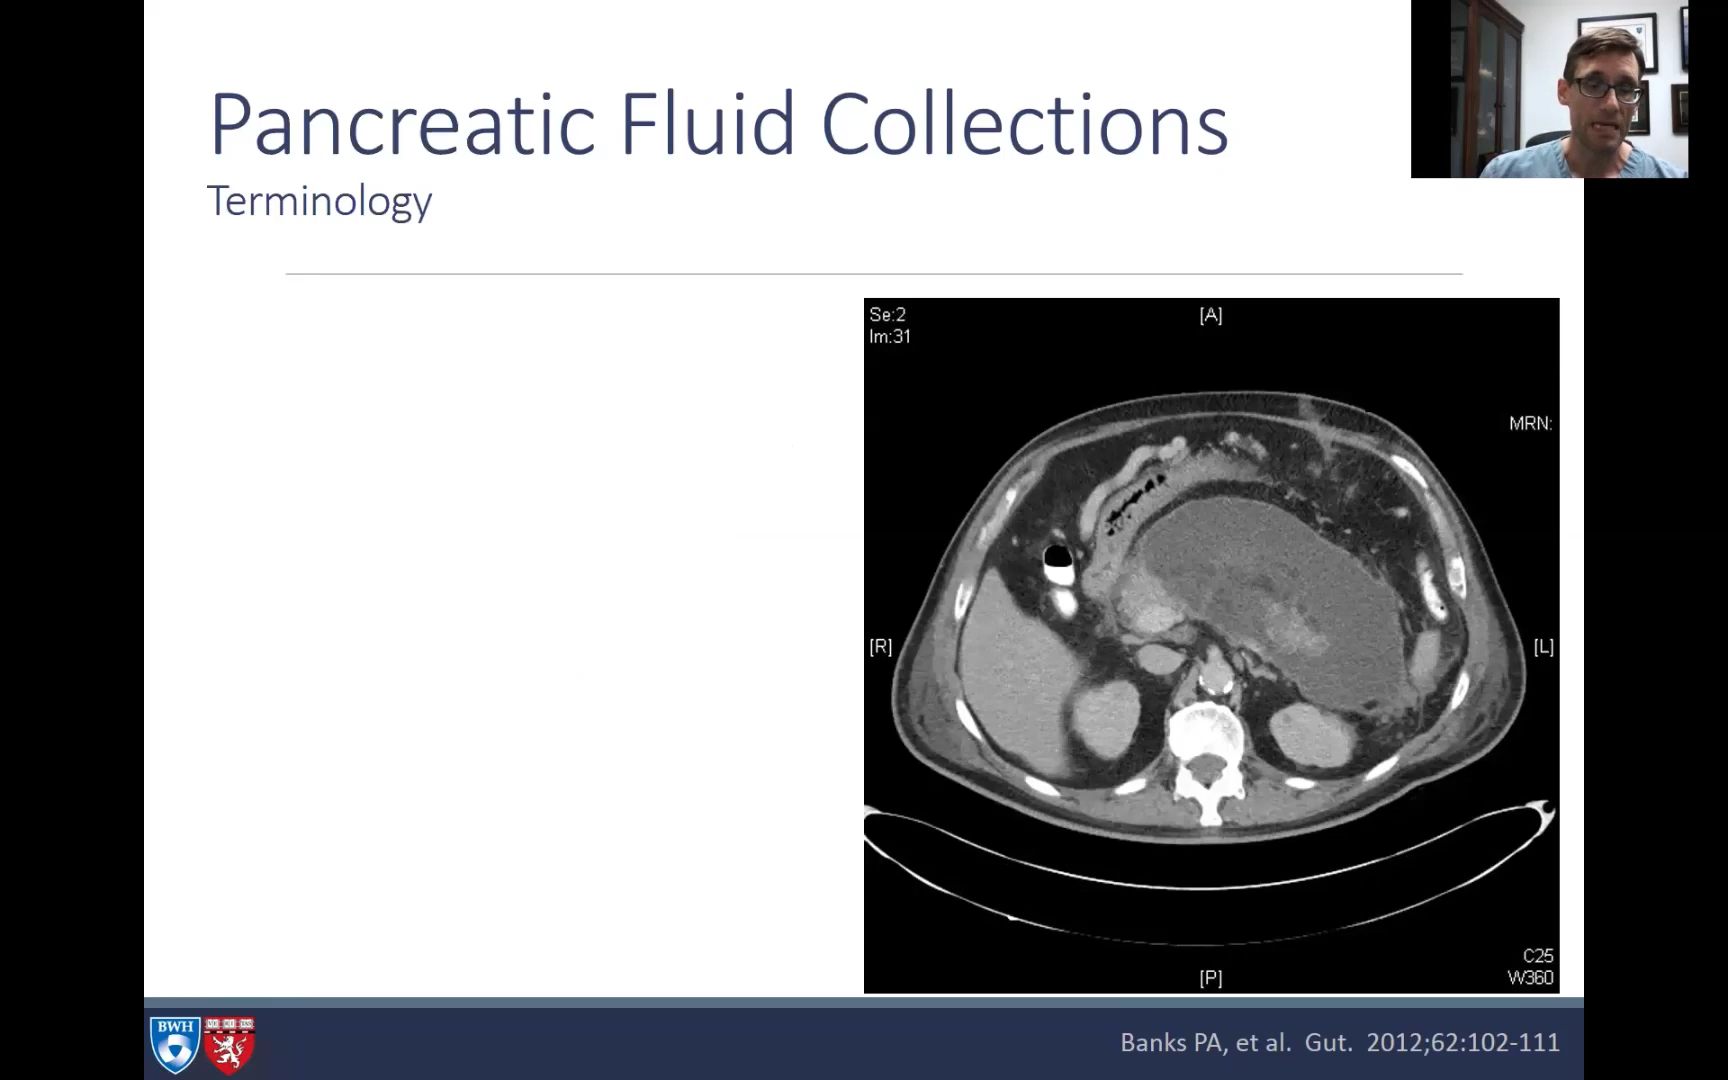 Pancreatic Fluid Collections
Terminology
Se:2
Im:31
[A]
MRN:
[R]
[L]
[P]
C25
W360
BWH
Banks PA, et al. Gut. 2012;62:102-111